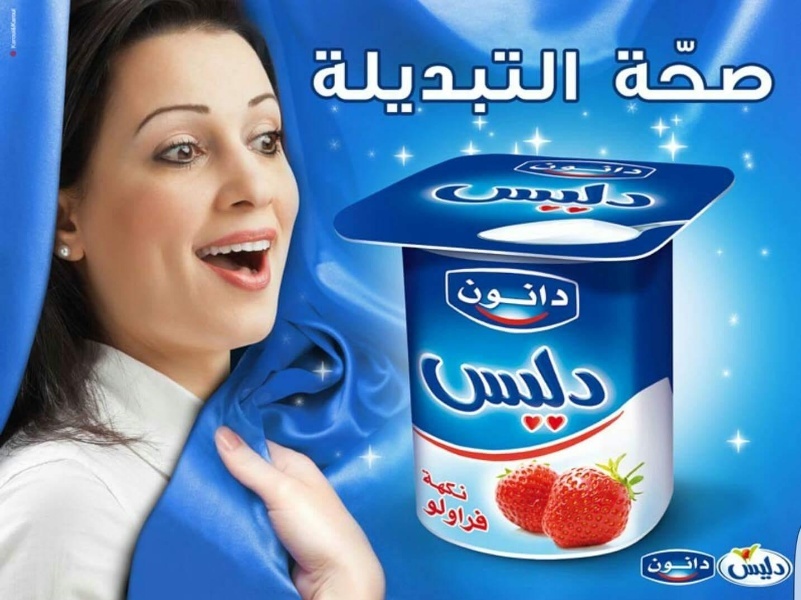 صحّة التبديلة
دانون
دليس
دانون
دليس
نكهة
فراولو
دانون
دليس